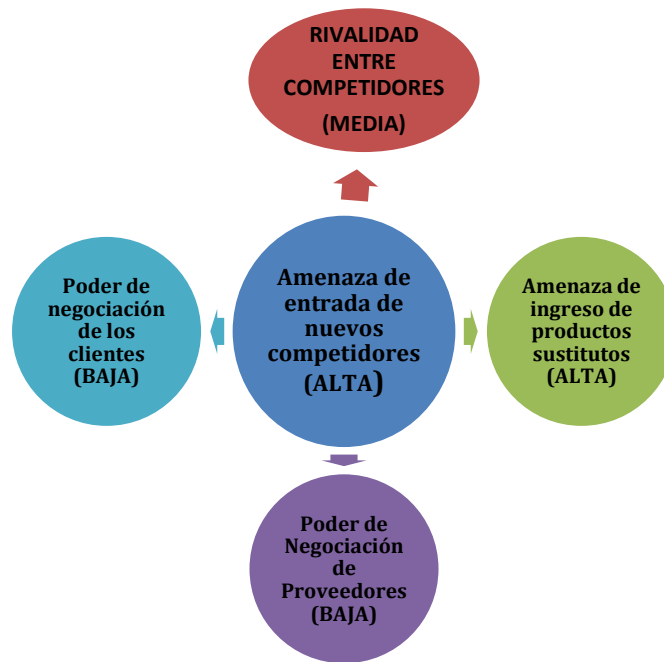 RIVALIDAD
ENTRE
COMPETIDORES
(MEDIA)
Poder de
negociación
de los
clientes
(BAJA)
Amenaza de
entrada de
nuevos
competidores
(ALTA)
Amenaza de
ingreso de
productos
sustitutos
(ALTA)
Poder de
Negociación
de
Proveedores
(BAJA)